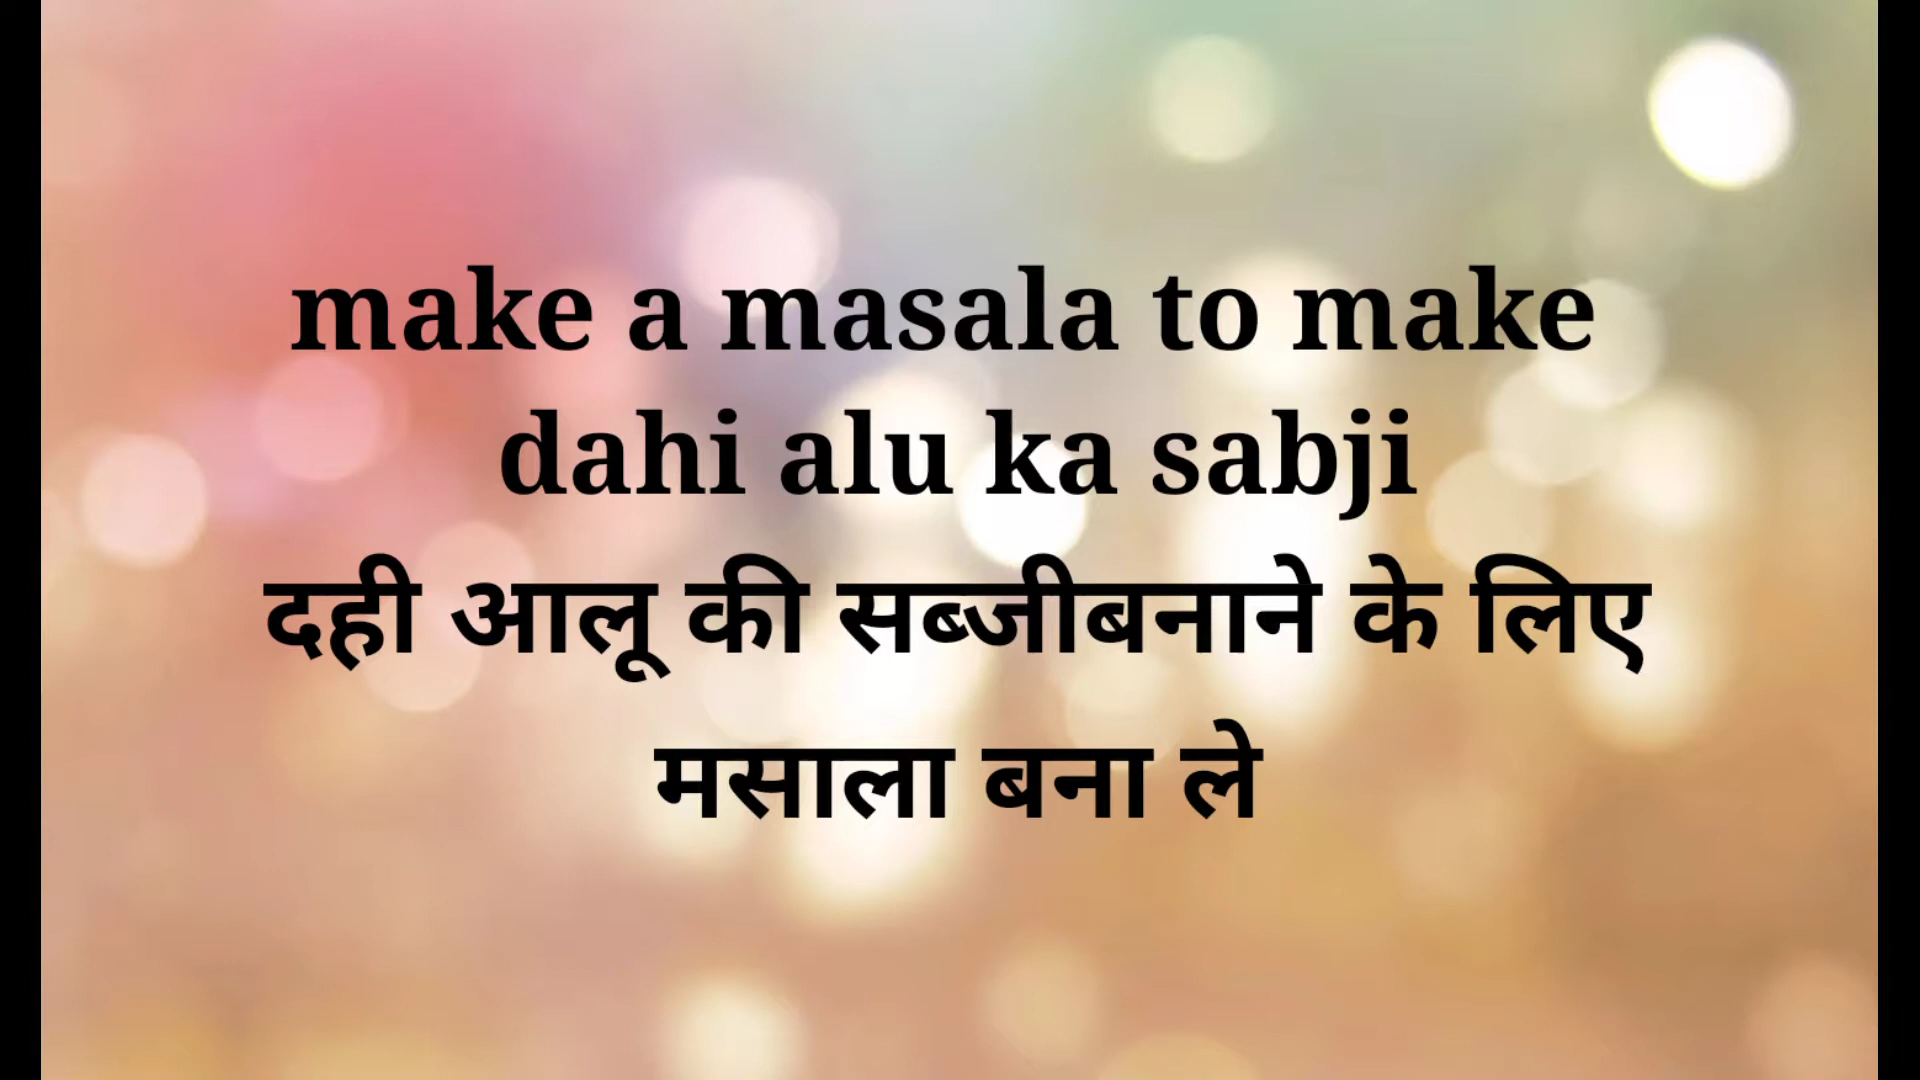 make a masala to make
dahi alu ka sabji
दही आलू की सब्जीबनाने के लिए
मसाला बना ले